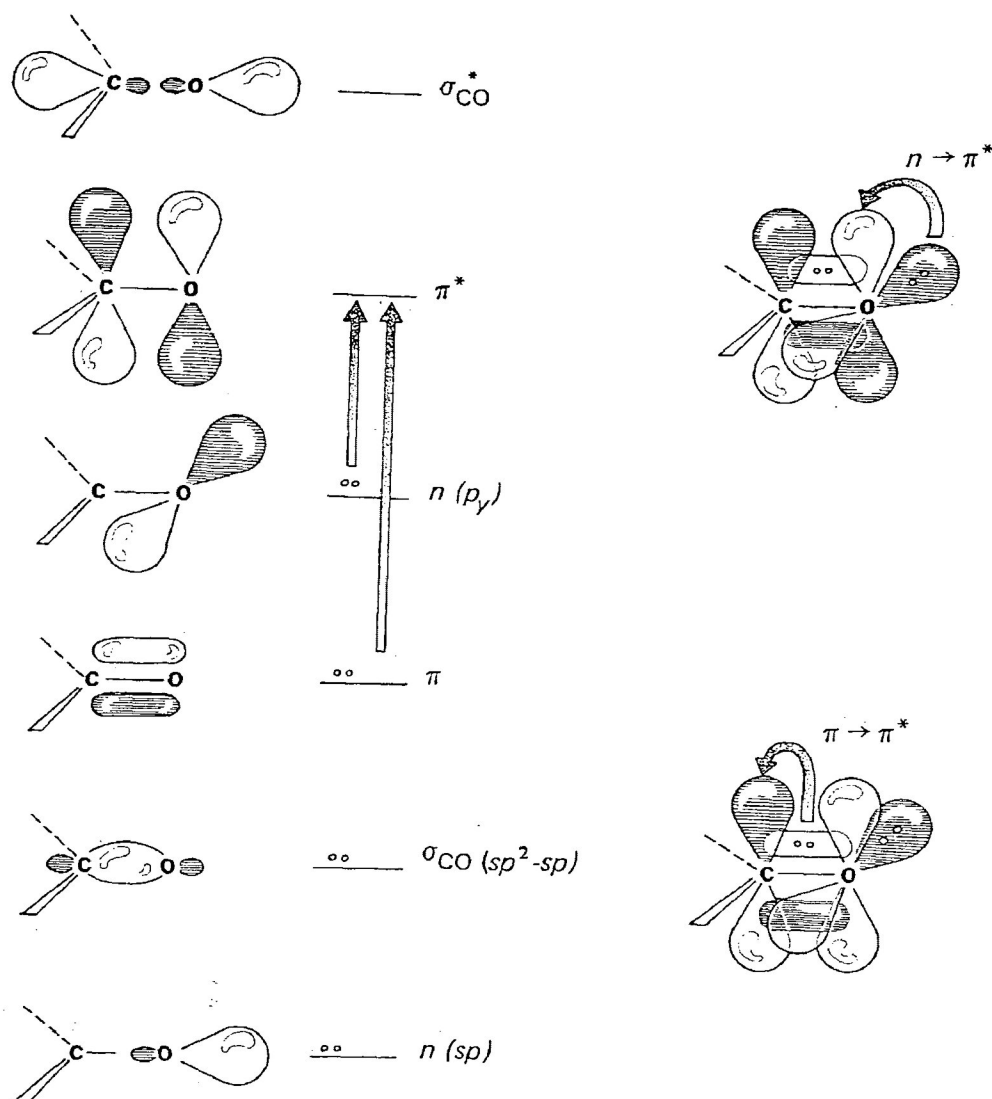 C O σ*CO
n → π*
C O π*
C O
C O n (py)
C O π
π → π*
C O σCO (sp²-sp)
C O
C O n (sp)